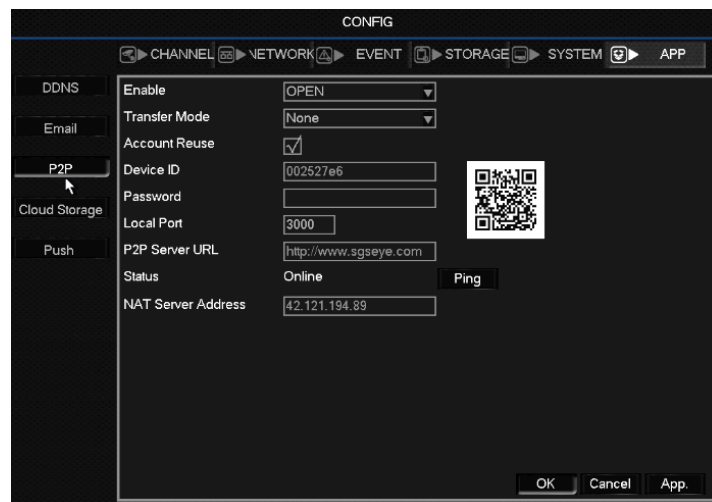 CONFIG
CHANNEL NETWORK EVENT STORAGE SYSTEM APP
DDNS
Email
P2P
Cloud Storage
Push
Enable OPEN
Transfer Mode None
Account Reuse
Device ID 002527e6
Password
Local Port 3000
P2P Server URL http://www.sgseye.com
Status Online Ping
NAT Server Address 42.121.194.89
OK Cancel App.